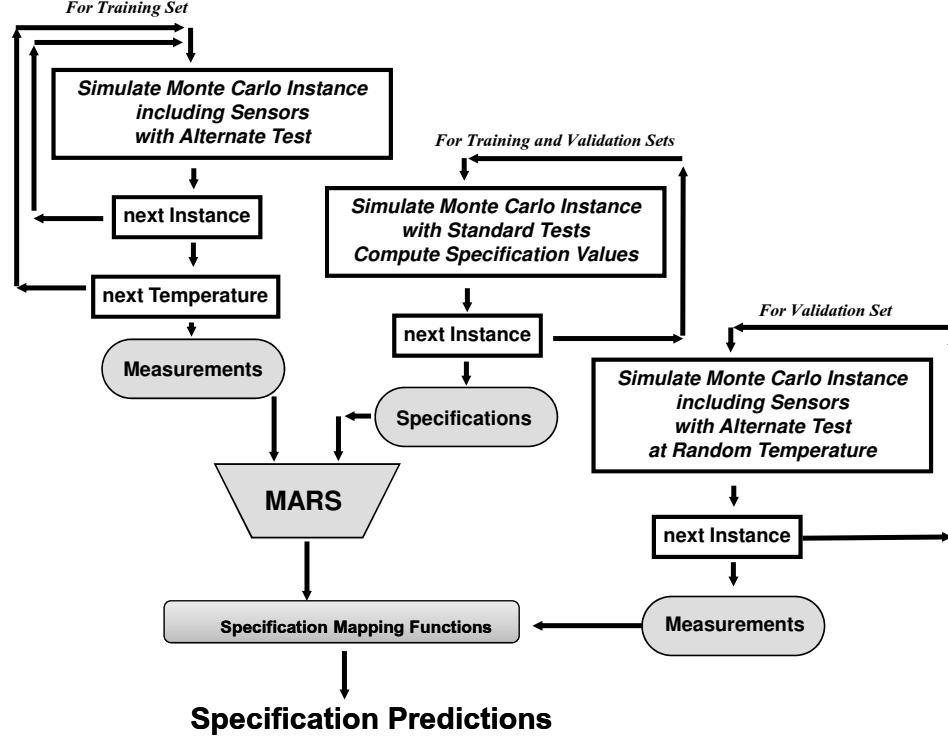 For Training Set
Simulate Monte Carlo Instance
including Sensors
with Alternate Test
next Instance
next Temperature
Measurements
For Training and Validation Sets
Simulate Monte Carlo Instance
with Standard Tests
Compute Specification Values
next Instance
Specifications
MARS
For Validation Set
Simulate Monte Carlo Instance
including Sensors
with Alternate Test
at Random Temperature
next Instance
Measurements
Specification Mapping Functions
Specification Predictions